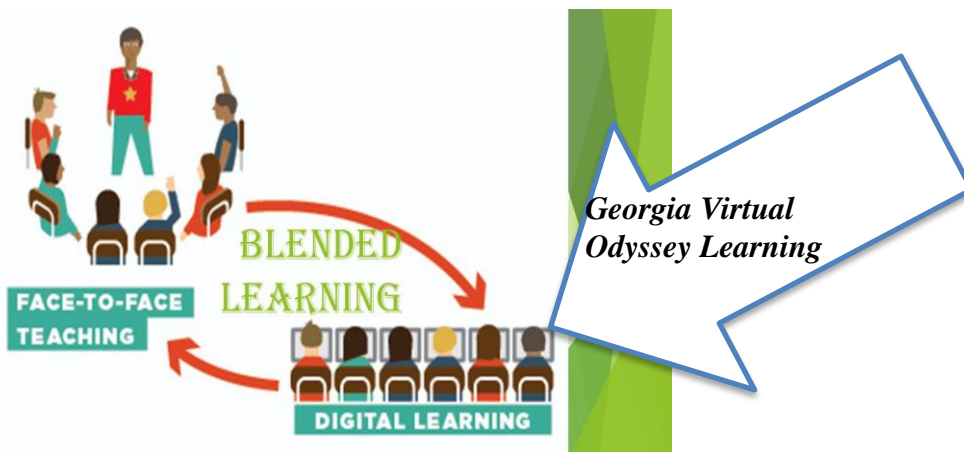 BLENDED
LEARNING
FACE-TO-FACE
TEACHING
DIGITAL LEARNING
Georgia Virtual
Odyssey Learning